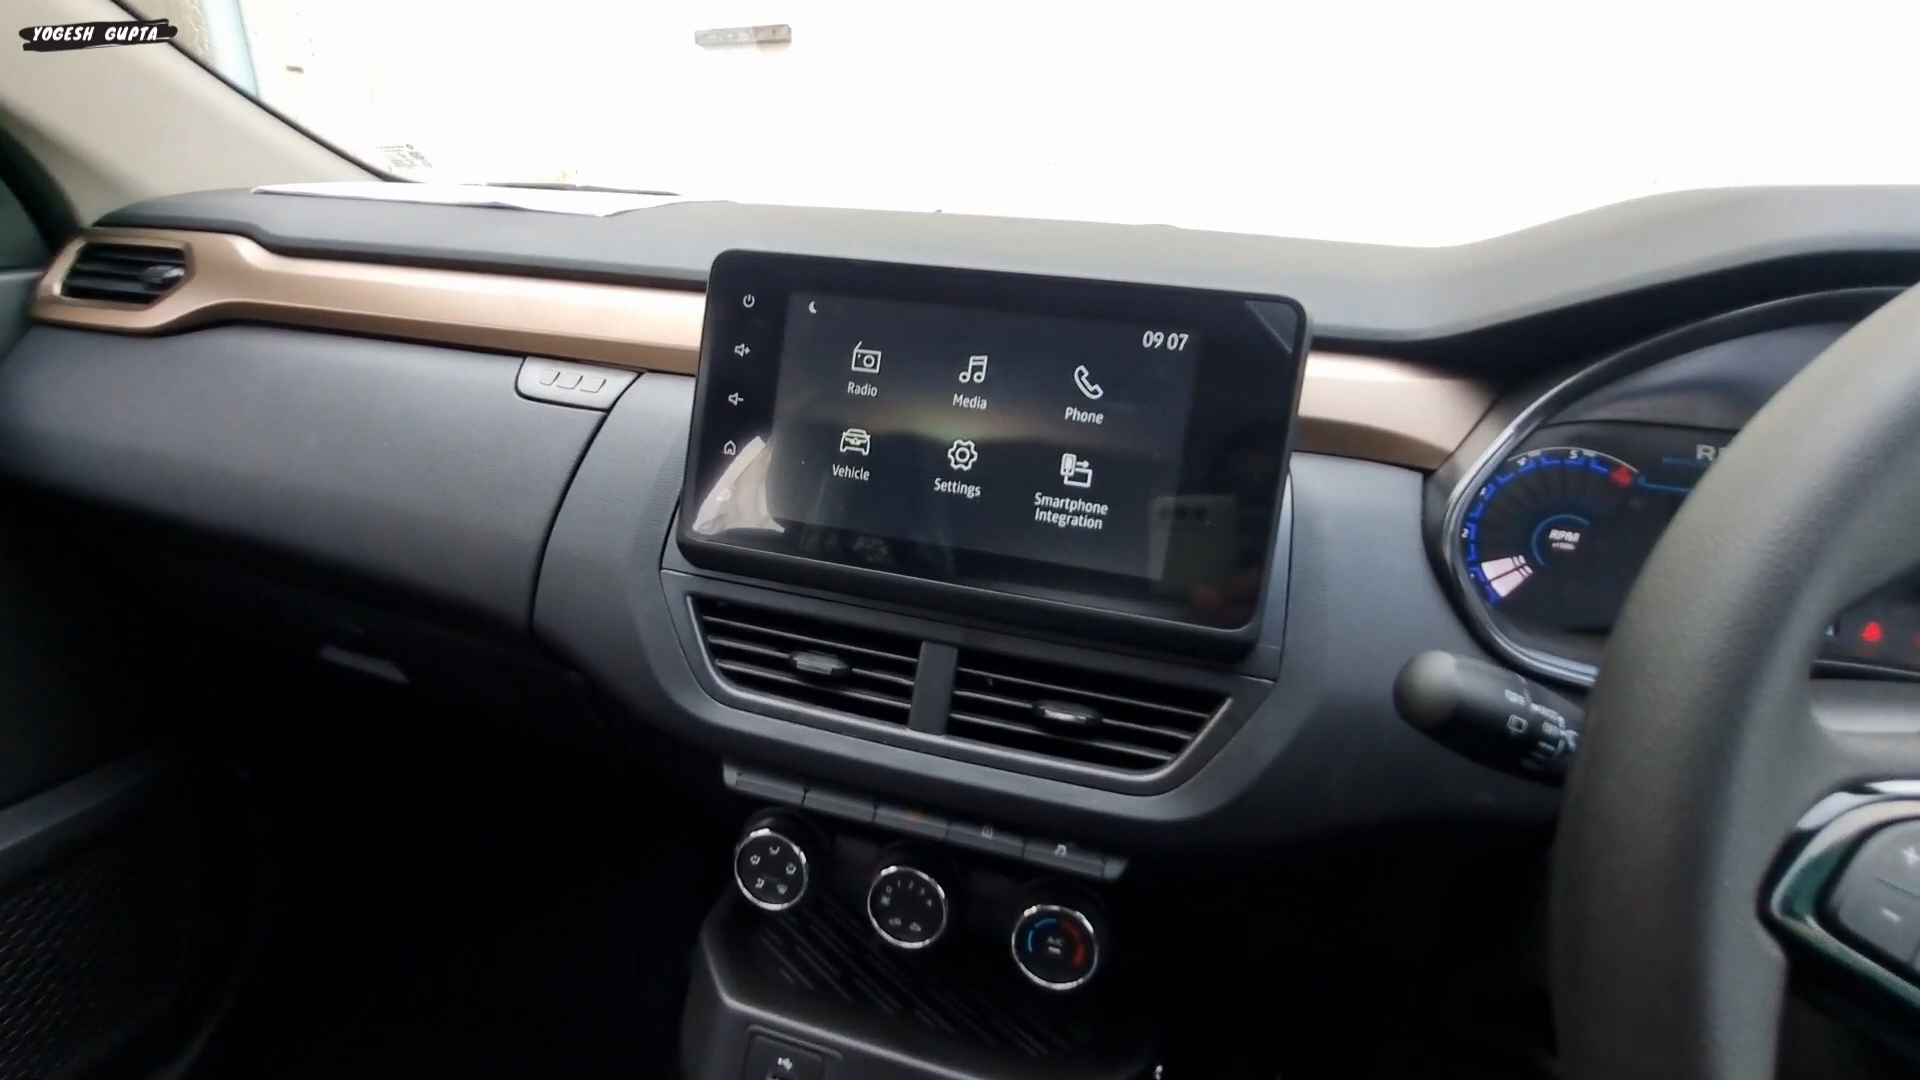 YOGESH GUPTA
09 07
Radio
Media
Phone
Vehicle
Settings
Smartphone
Integration
RPM
A/C